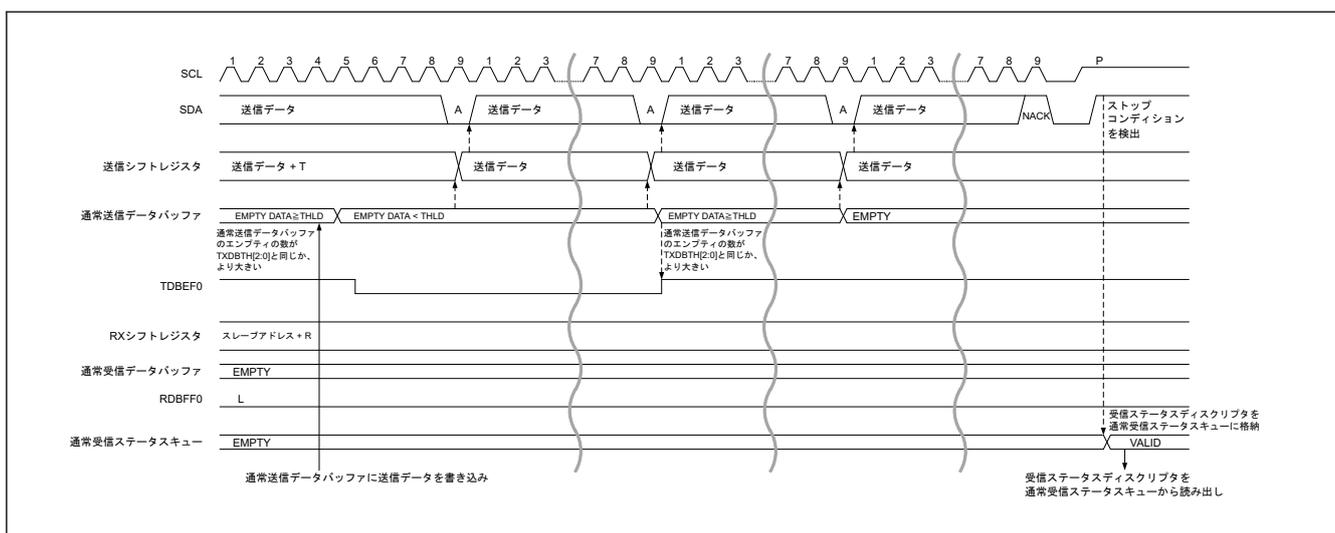 1 2 3 4 5 6 7 8 9 1 2 3 7 8 9 1 2 3 7 8 9 1 2 3 7 8 9 P
SCL
SDA 送信データ A 送信データ A 送信データ A 送信データ NACK
ストップ
コンディション
を検出
送信シフトレジスタ 送信データ + T 送信データ 送信データ 送信データ
通常送信データバッファ EMPTY DATA≧THLD EMPTY DATA < THLD EMPTY DATA≧THLD EMPTY
通常送信データバッファ
のエンプティの数が
TXDBTH[2:0]と同じか、
より大きい
通常送信データバッファ
のエンプティの数が
TXDBTH[2:0]と同じか、
より大きい
TDBEF0
RXシフトレジスタ スレーブアドレス + R
通常受信データバッファ EMPTY
RDBFF0 L
受信ステータスディスクリプタを
通常受信ステータスキューに格納
通常受信ステータスキュー EMPTY VALID
通常送信データバッファに送信データを書き込み
受信ステータスディスクリプタを
通常受信ステータスキューから読み出し